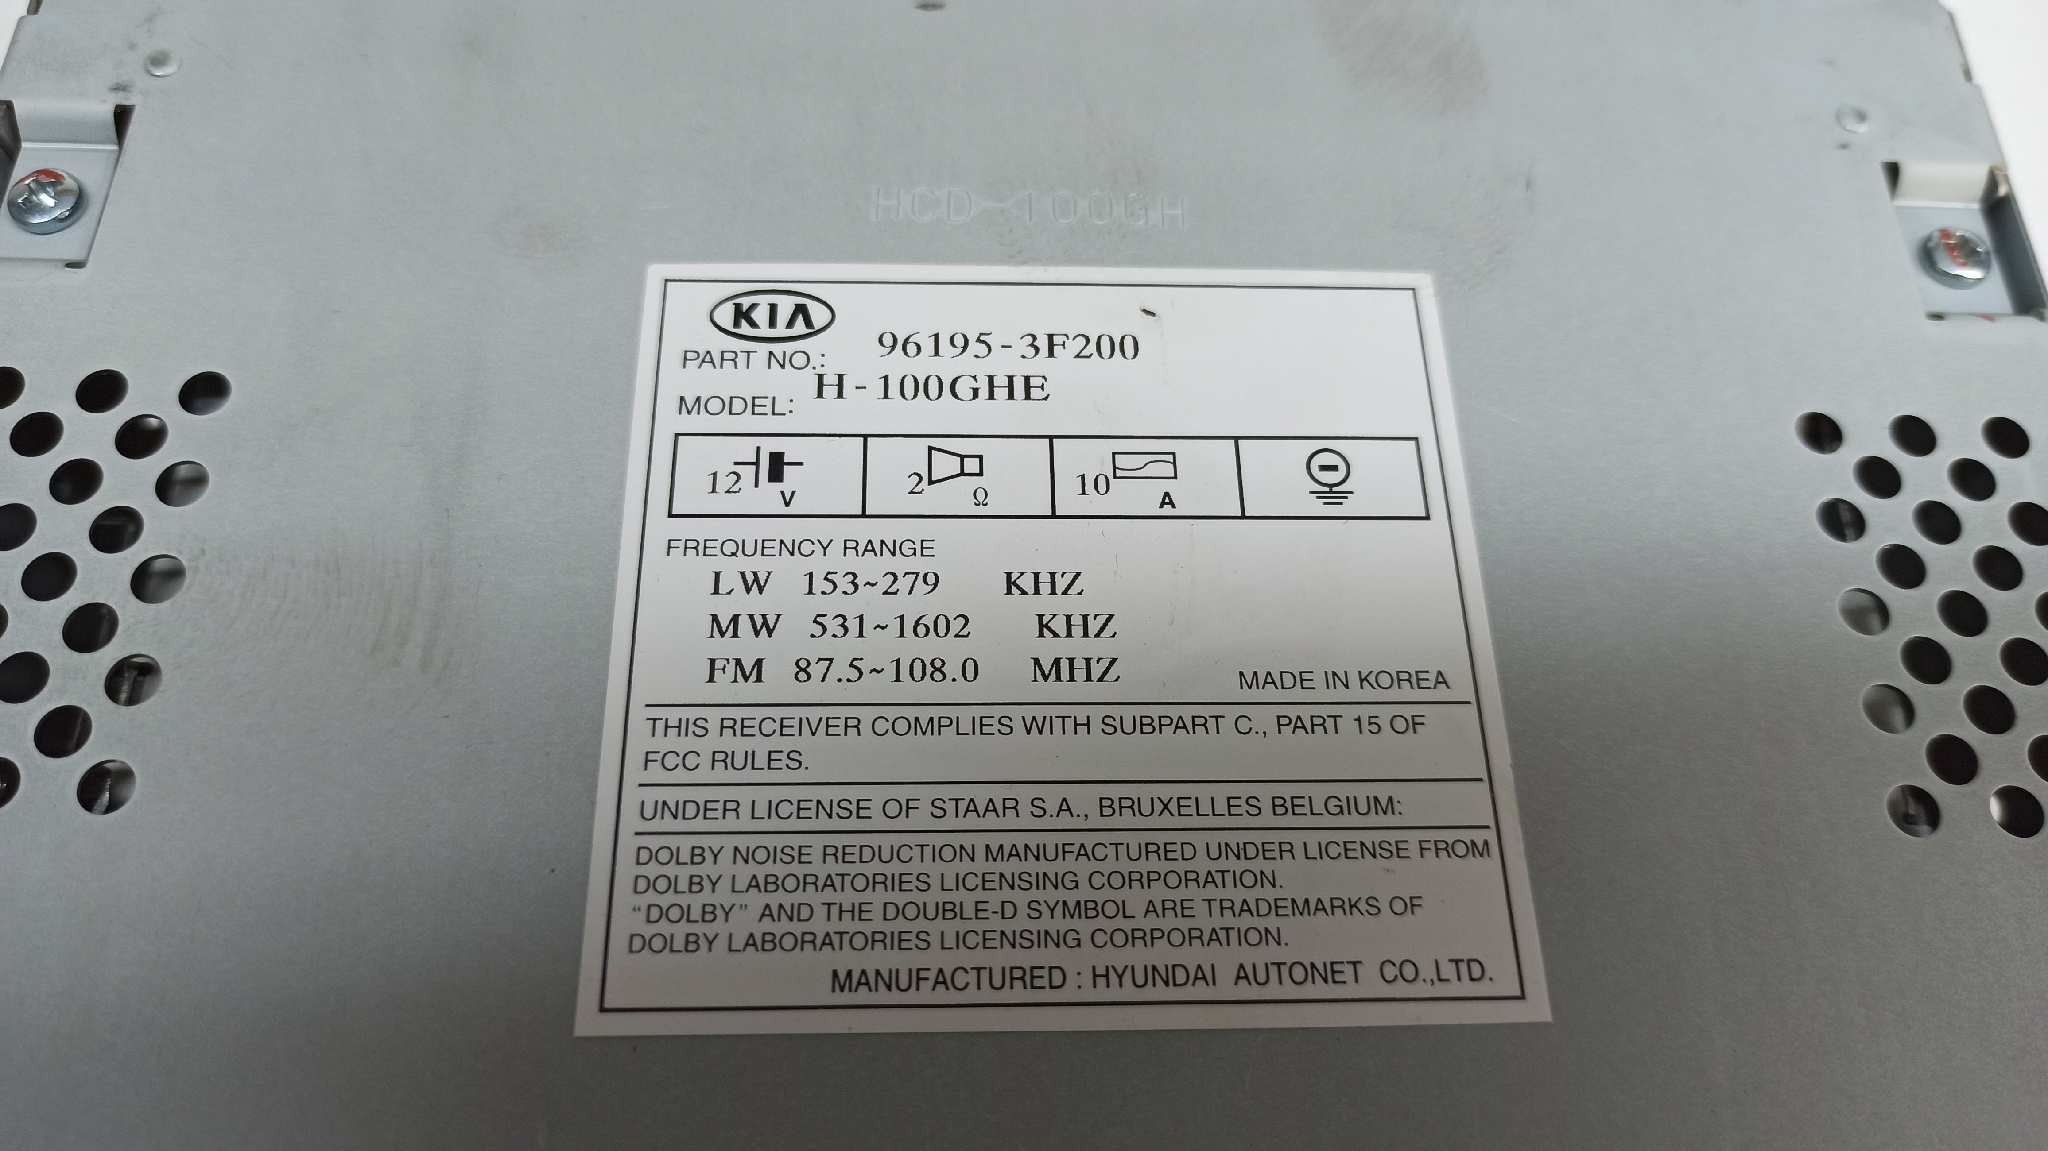 HCD-100GH
KIA
PART NO.: 96195-3F200
MODEL: H-100GHE
12 V 2 Ω 10 A
FREQUENCY RANGE
LW 153~279 KHZ
MW 531~1602 KHZ
FM 87.5~108.0 MHZ
MADE IN KOREA
THIS RECEIVER COMPLIES WITH SUBPART C., PART 15 OF
FCC RULES.
UNDER LICENSE OF STAAR S.A., BRUXELLES BELGIUM:
DOLBY NOISE REDUCTION MANUFACTURED UNDER LICENSE FROM
DOLBY LABORATORIES LICENSING CORPORATION.
“DOLBY” AND THE DOUBLE-D SYMBOL ARE TRADEMARKS OF
DOLBY LABORATORIES LICENSING CORPORATION.
MANUFACTURED : HYUNDAI AUTONET CO.,LTD.